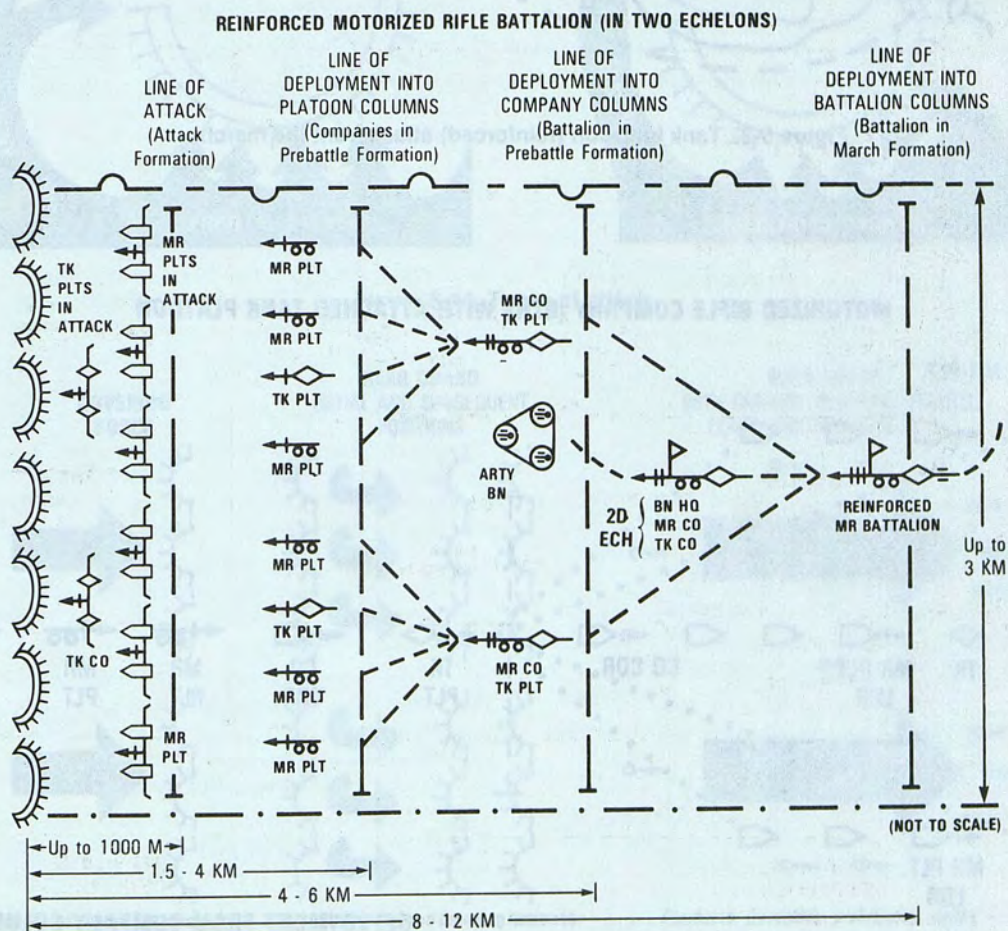 REINFORCED MOTORIZED RIFLE BATTALION (IN TWO ECHELONS)
LINE OF
ATTACK
(Attack
Formation)
LINE OF
DEPLOYMENT INTO
PLATOON COLUMNS
(Companies in
Prebattle Formation)
LINE OF
DEPLOYMENT INTO
COMPANY COLUMNS
(Battalion in
Prebattle Formation)
LINE OF
DEPLOYMENT INTO
BATTALION COLUMNS
(Battalion in
March Formation)
TK
PLTS
IN
ATTACK
MR
PLTS
IN
ATTACK
MR PLT
MR PLT
TK PLT
MR PLT
MR CO
TK PLT
ARTY
BN
2D
ECH
BN HQ
MR CO
TK CO
REINFORCED
MR BATTALION
Up to
3 KM
MR PLT
TK PLT
MR PLT
MR PLT
MR CO
TK PLT
TK CO
MR
PLT
(NOT TO SCALE)
Up to 1000 M
1.5 - 4 KM
4 - 6 KM
8 - 12 KM